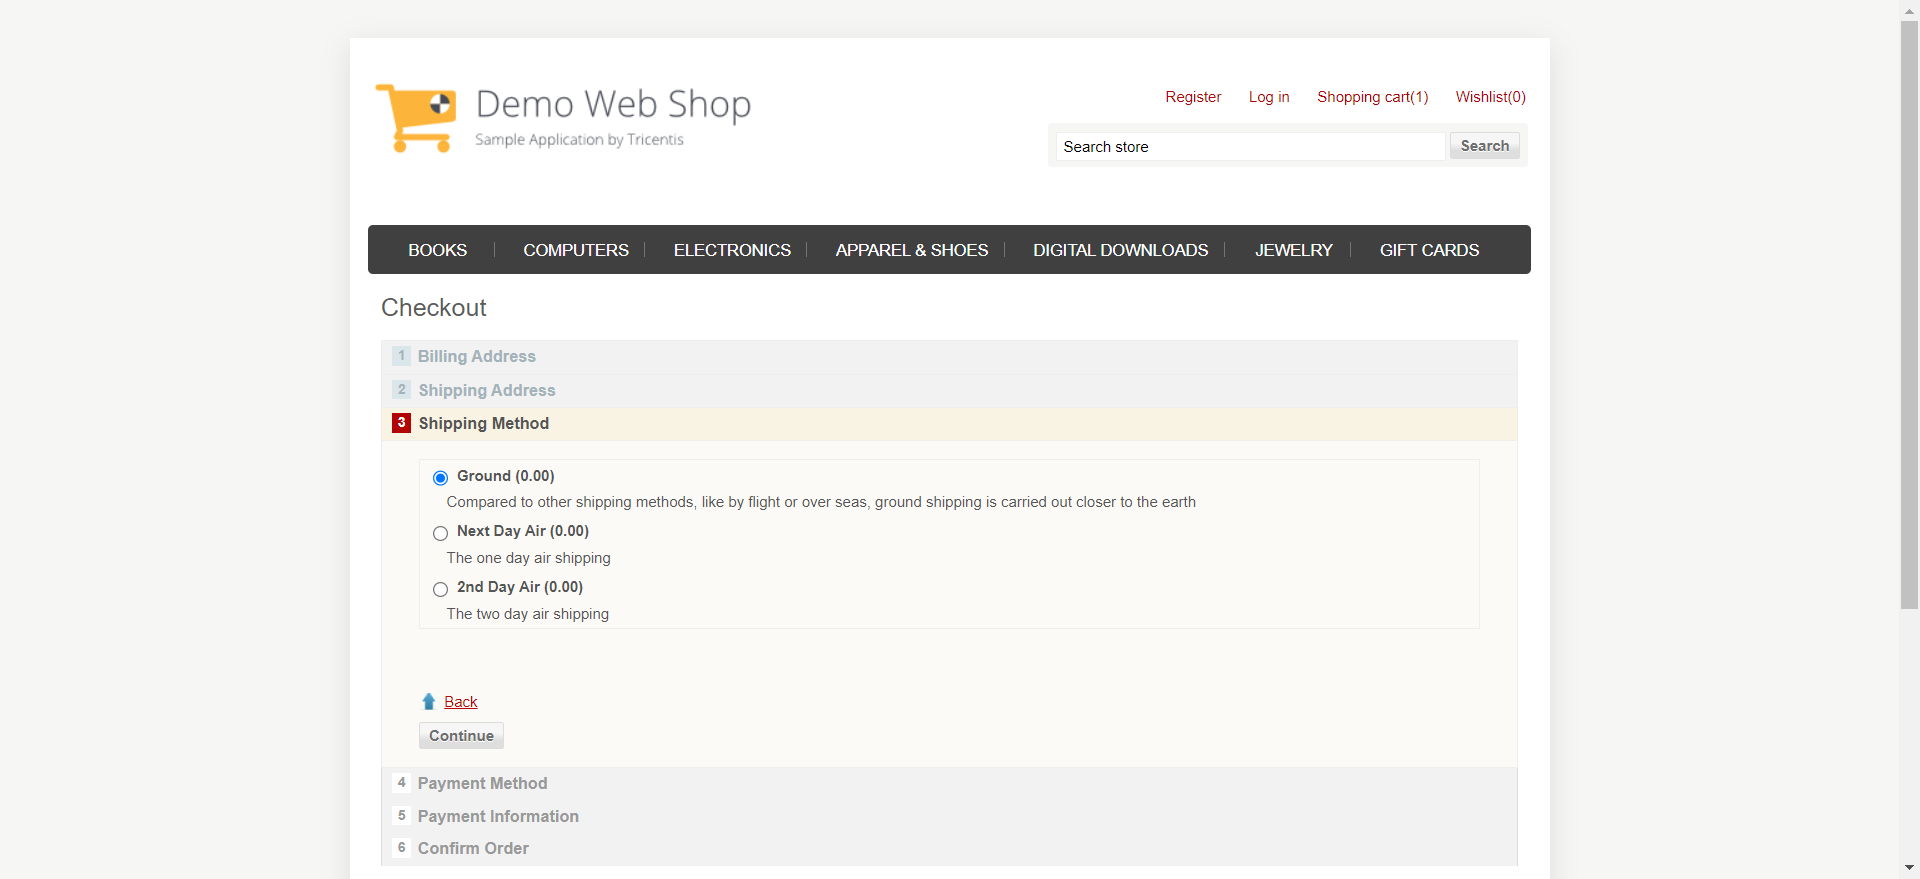 Demo Web Shop
Sample Application by Tricentis
Register Log in Shopping cart(1) Wishlist(0)
Search store Search
BOOKS COMPUTERS ELECTRONICS APPAREL & SHOES DIGITAL DOWNLOADS JEWELRY GIFT CARDS
Checkout
1 Billing Address
2 Shipping Address
3 Shipping Method
Ground (0.00)
Compared to other shipping methods, like by flight or over seas, ground shipping is carried out closer to the earth
Next Day Air (0.00)
The one day air shipping
2nd Day Air (0.00)
The two day air shipping
Back
Continue
4 Payment Method
5 Payment Information
6 Confirm Order